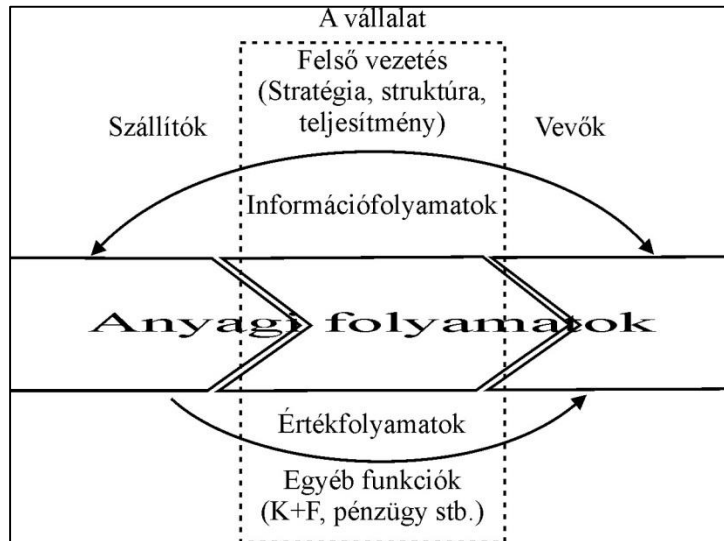 A vállalat
Felső vezetés
(Stratégia, struktúra,
teljesítmény)
Szállítók
Vevők
Információfolyamatok
Anyagi folyamatok
Értékfolyamatok
Egyéb funkciók
(K+F, pénzügy stb.)